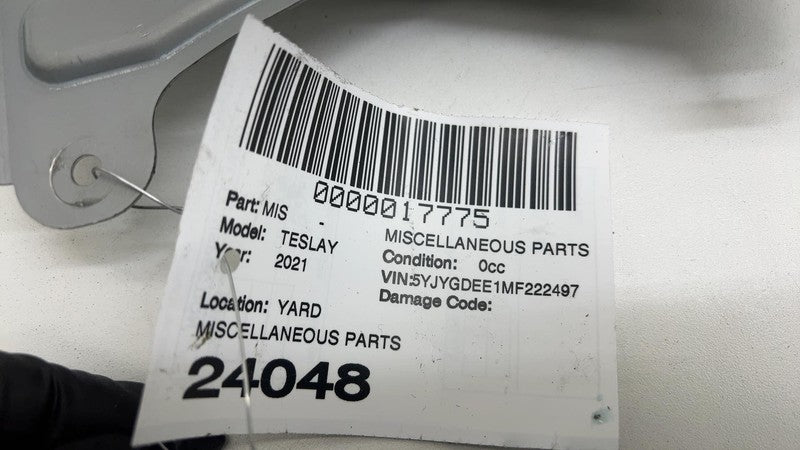 0000017775
Part: MIS -
MISCELLANEOUS PARTS
Model: TESLAY
Condition: 0cc
Year: 2021
VIN:5YJYGDEE1MF222497
Damage Code:
Location: YARD
MISCELLANEOUS PARTS
24048